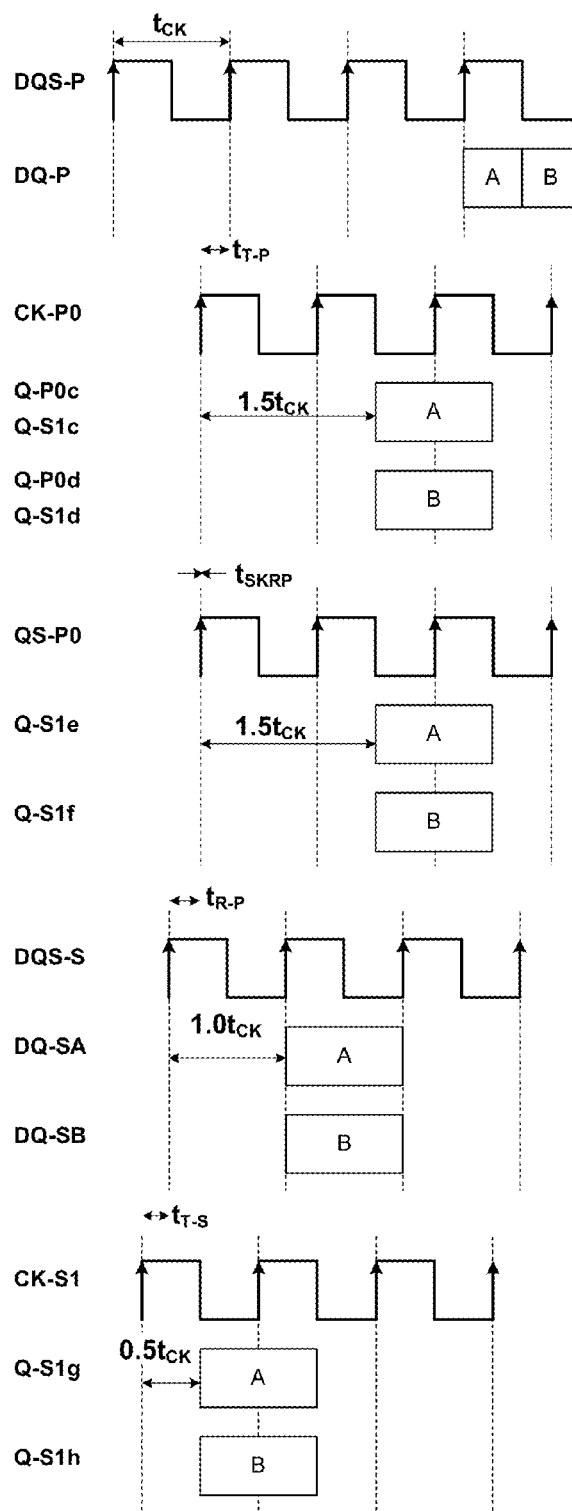 tCK
DQS-P
DQ-P A B
tT-P
CK-P0
Q-P0c
1.5tCK A
Q-S1c
Q-P0d
B
Q-S1d
tSKRP
QS-P0
Q-S1e
1.5tCK A
Q-S1f B
tR-P
DQS-S
1.0tCK
DQ-SA A
DQ-SB B
tT-S
CK-S1
0.5tCK
Q-S1g A
Q-S1h B